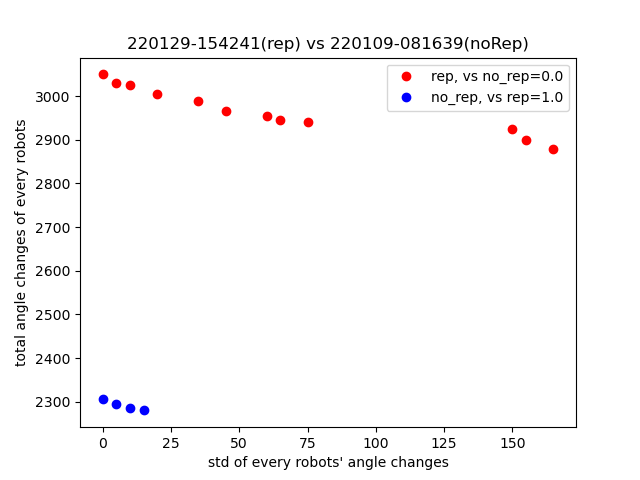 220129-154241(rep) vs 220109-081639(noRep)
rep, vs no_rep=0.0
no_rep, vs rep=1.0
total angle changes of every robots
3000
2900
2800
2700
2600
2500
2400
2300
0 25 50 75 100 125 150
std of every robots' angle changes